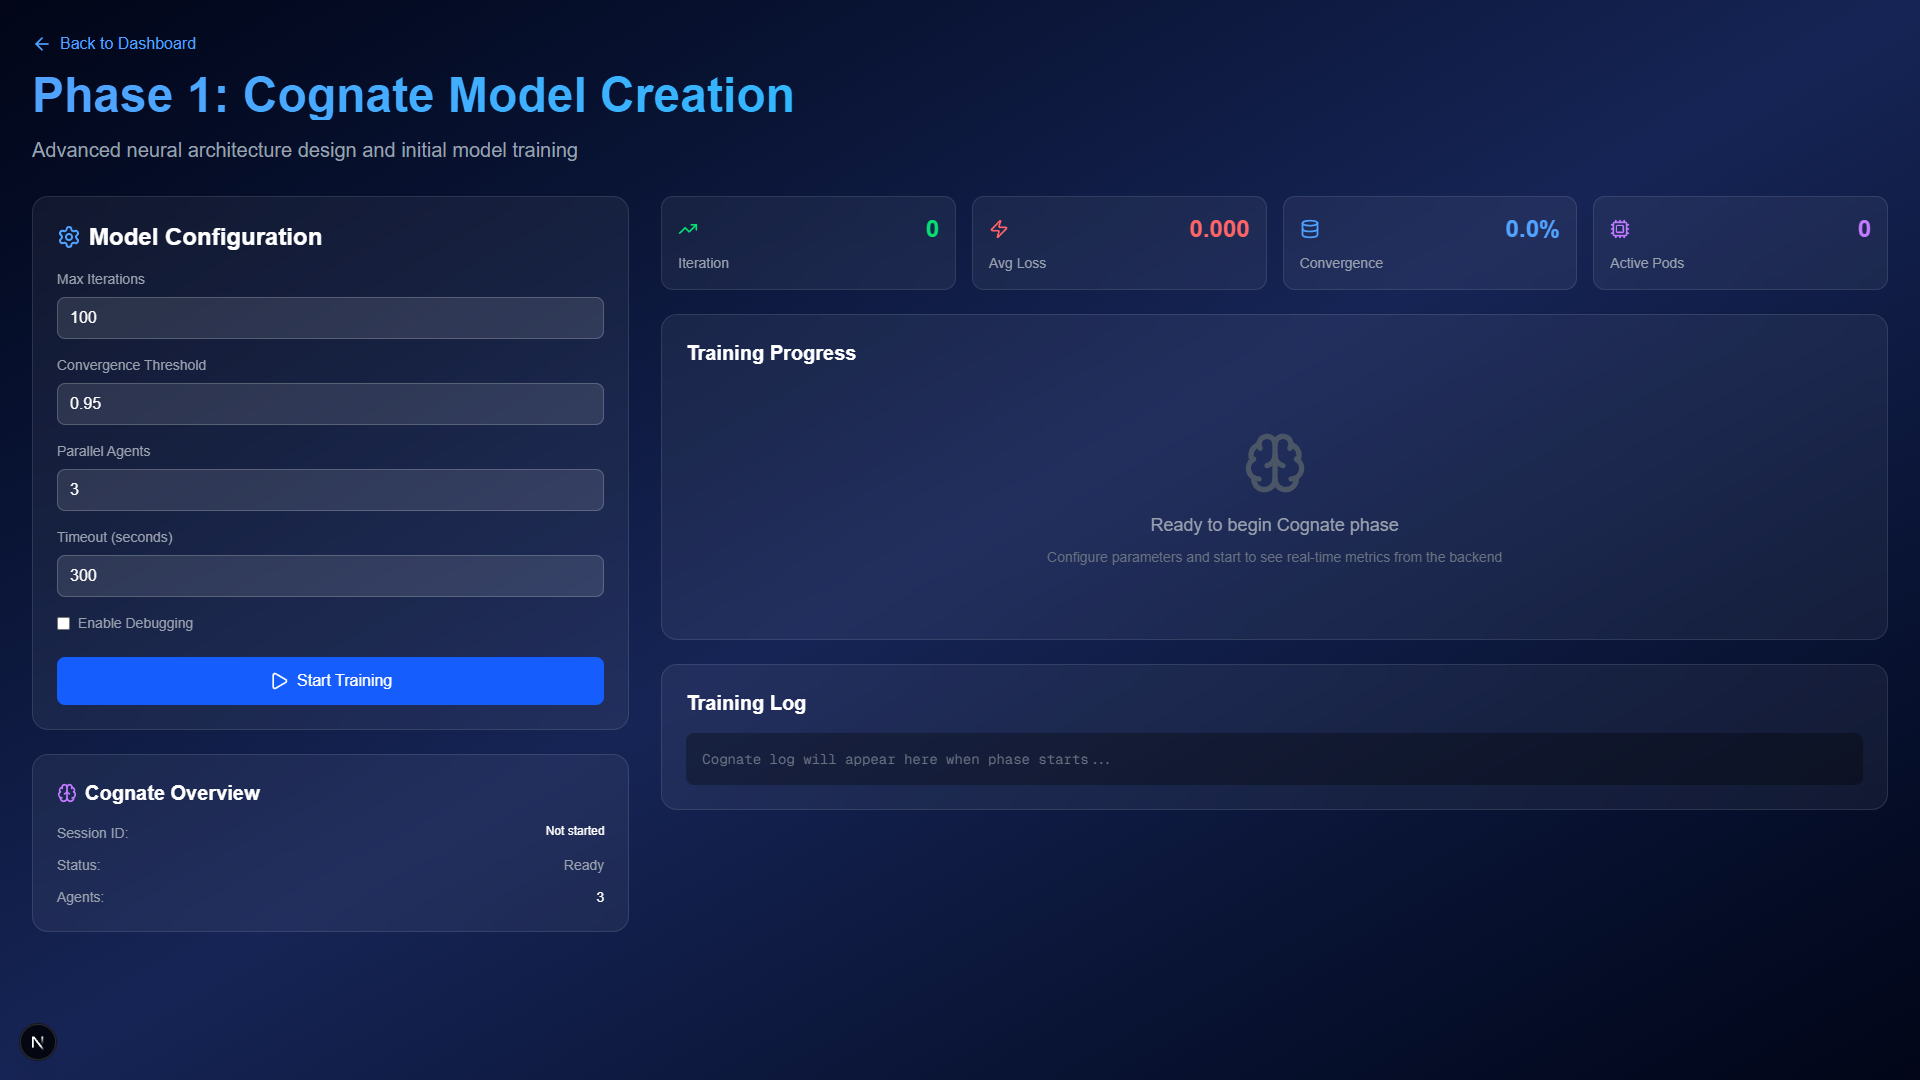 Back to Dashboard
Phase 1: Cognate Model Creation
Advanced neural architecture design and initial model training
Model Configuration
Max Iterations
100
Convergence Threshold
0.95
Parallel Agents
3
Timeout (seconds)
300
Enable Debugging
Start Training
Cognate Overview
Session ID: Not started
Status: Ready
Agents: 3
0
Iteration
0.000
Avg Loss
0.0%
Convergence
0
Active Pods
Training Progress
Ready to begin Cognate phase
Configure parameters and start to see real-time metrics from the backend
Training Log
Cognate log will appear here when phase starts...
N